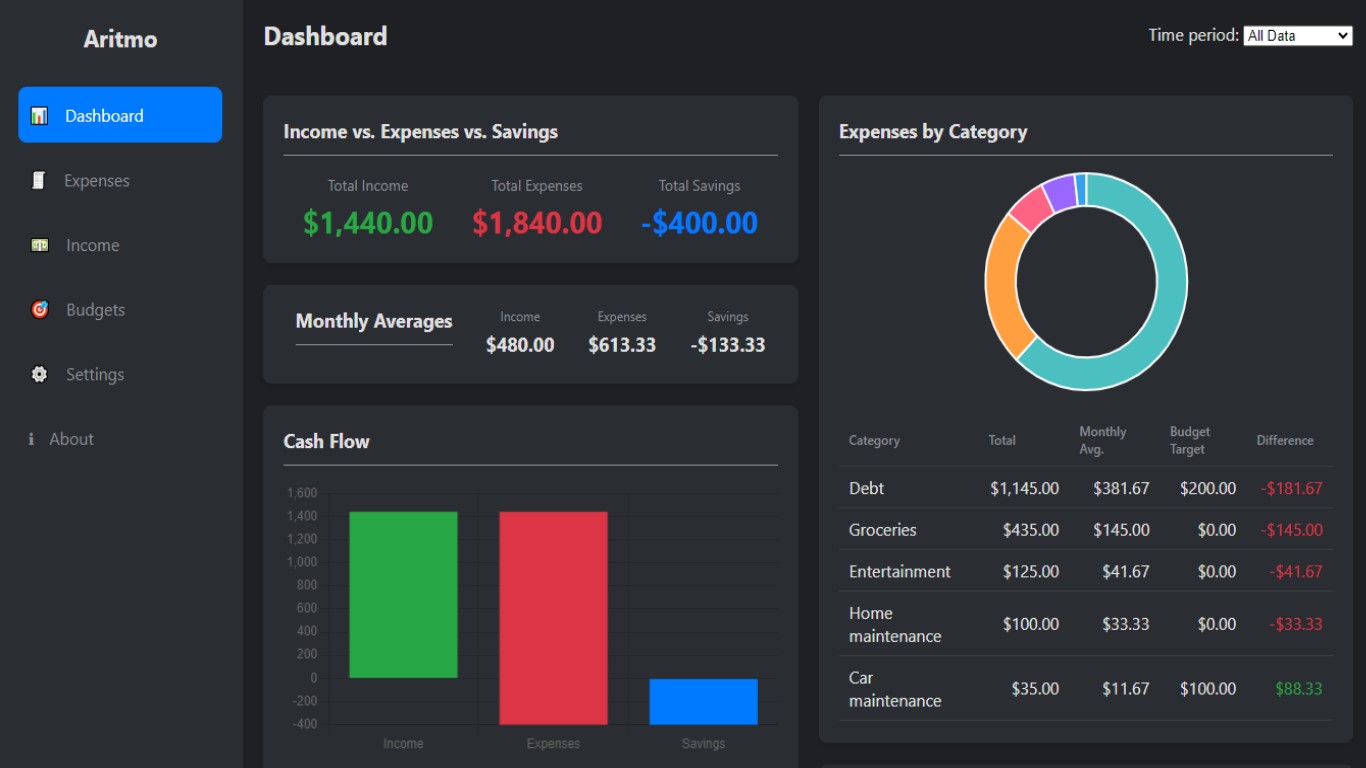 Aritmo
Dashboard
Expenses
Income
Budgets
Settings
About
Dashboard
Time period: All Data
Income vs. Expenses vs. Savings
Total Income Total Expenses Total Savings
$1,440.00 $1,840.00 -$400.00
Monthly Averages
Income Expenses Savings
$480.00 $613.33 -$133.33
Cash Flow
1,600
1,400
1,200
1,000
800
600
400
200
0
-200
-400
Income Expenses Savings
Expenses by Category
Category Total Monthly Avg. Budget Target Difference
Debt $1,145.00 $381.67 $200.00 -$181.67
Groceries $435.00 $145.00 $0.00 -$145.00
Entertainment $125.00 $41.67 $0.00 -$41.67
Home maintenance $100.00 $33.33 $0.00 -$33.33
Car maintenance $35.00 $11.67 $100.00 $88.33